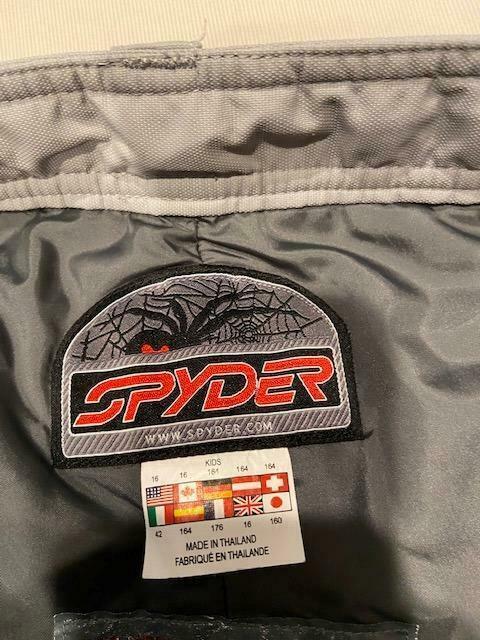 SPYDER
WWW.SPYDER.COM
KIDS
16 16 164 164 164
42 164 176 16 160
MADE IN THAILAND
FABRIQUÉ EN THAILANDE